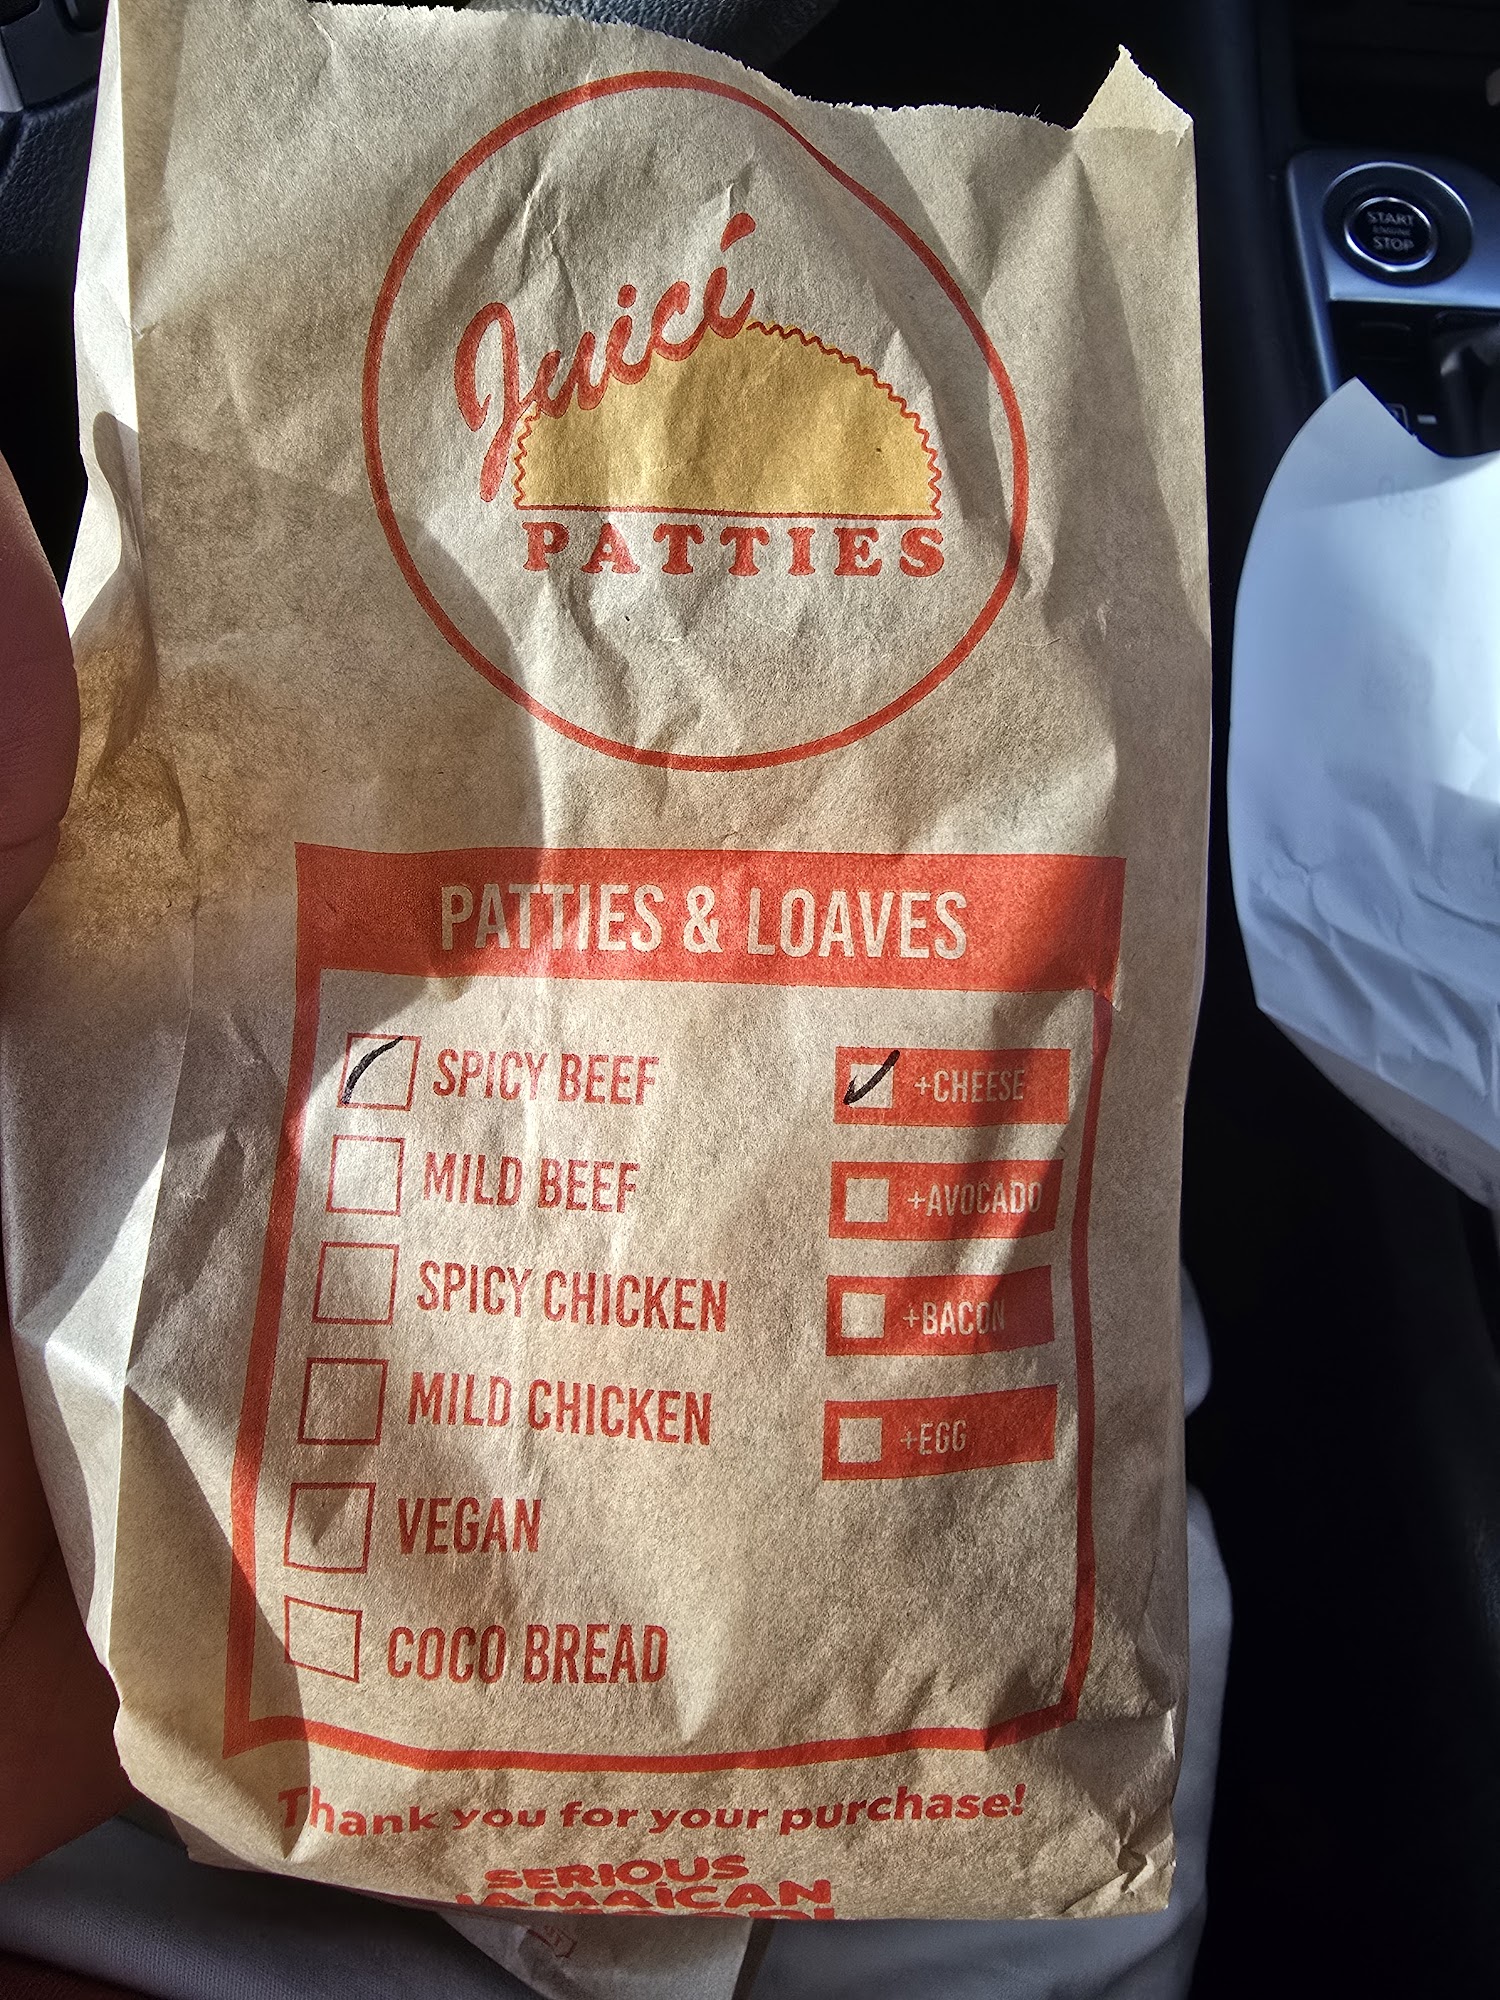 Juici
PATTIES
PATTIES & LOAVES
SPICY BEEF
+CHEESE
MILD BEEF
+AVOCADO
SPICY CHICKEN
+BACON
MILD CHICKEN
+EGG
VEGAN
COCO BREAD
Thank you for your purchase!
SERIOUS
JAMAICAN
START
ENGINE
STOP